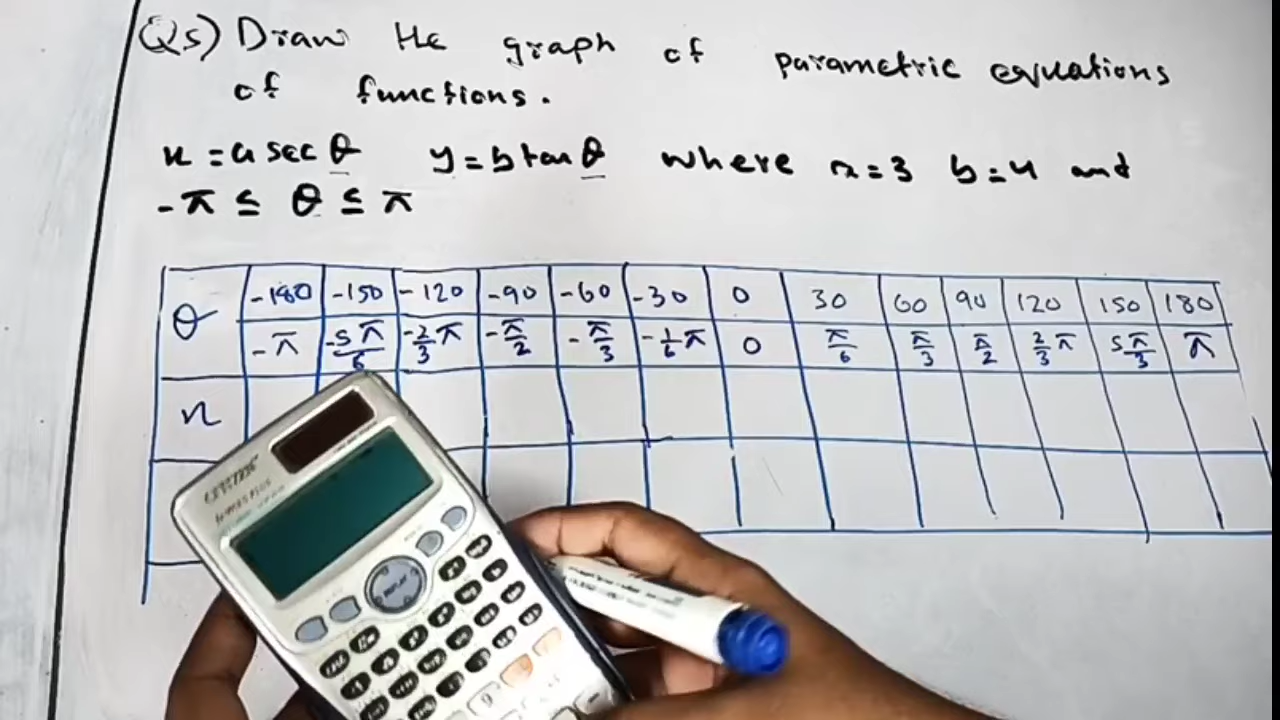 Q5) Draw the graph of parametric equations
of functions.
x = a sec θ y = b tan θ where a = 3 b = 4 and
-π ≤ θ ≤ π
θ -180 -150 -120 -90 -60 -30 0 30 60 90 120 150 180
-π -5π/6 -2/3π -π/2 -π/3 -1/6π 0 π/6 π/3 π/2 2/3π 5π/3 π
x